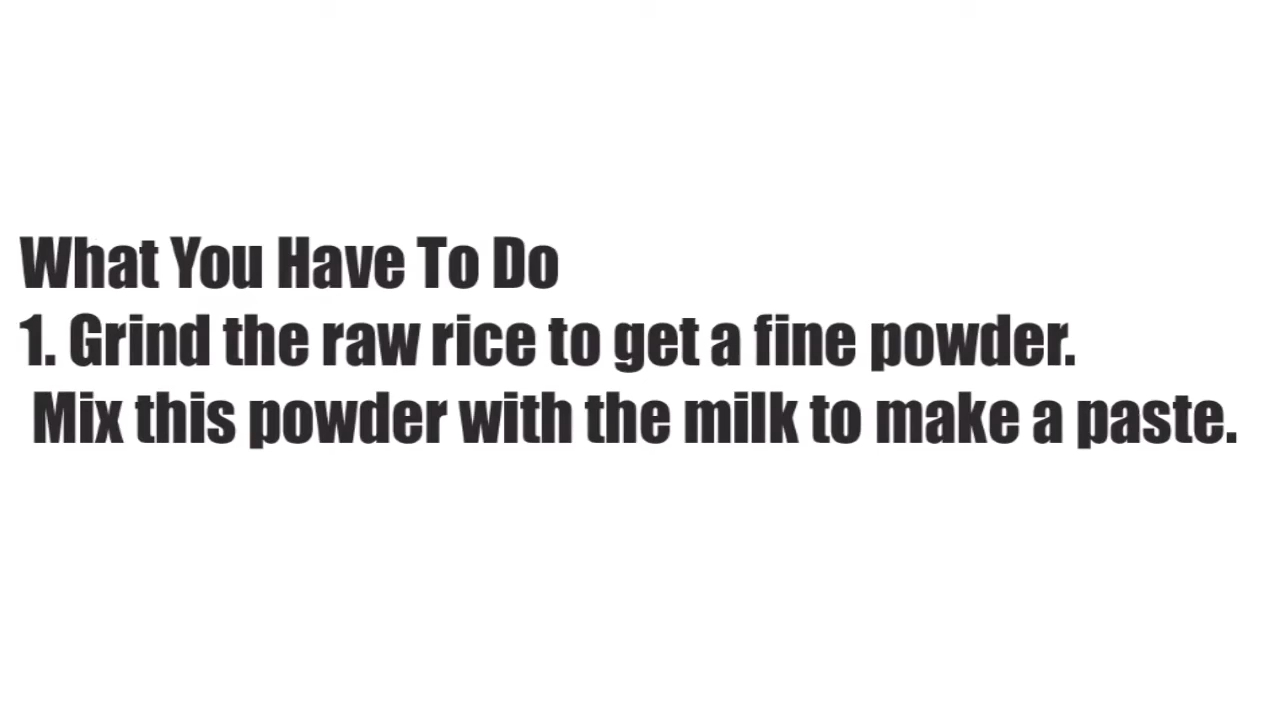 What You Have To Do
1. Grind the raw rice to get a fine powder.
Mix this powder with the milk to make a paste.